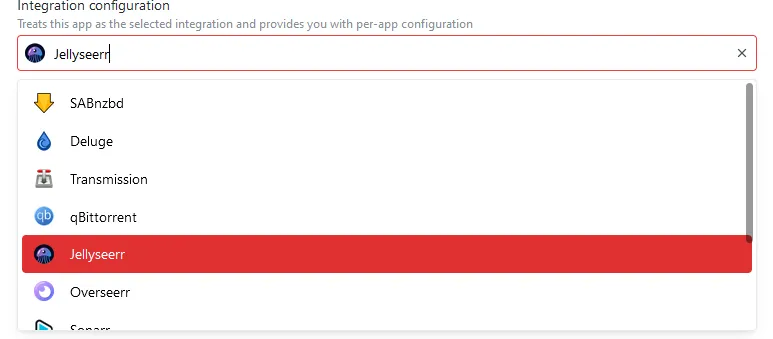 Integration configuration
Treats this app as the selected integration and provides you with per-app configuration
Jellyseerr
SABnzbd
Deluge
Transmission
qb qBittorrent
Jellyseerr
Overseerr
Sonarr